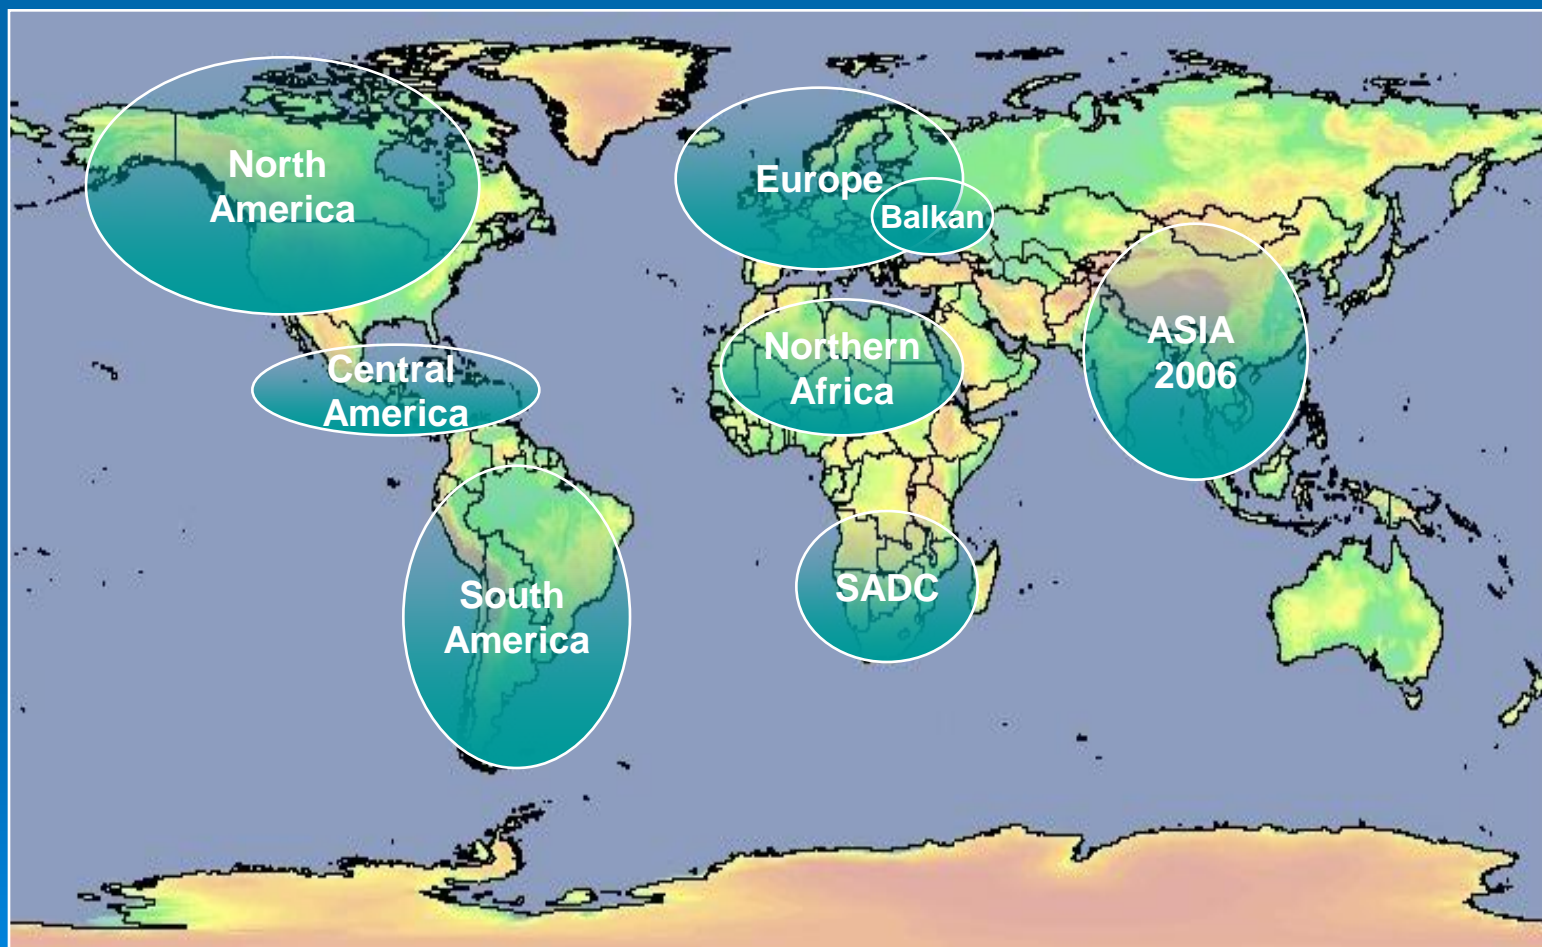 North
America
Europe
Balkan
Central
America
Northern
Africa
ASIA
2006
South
America
SADC